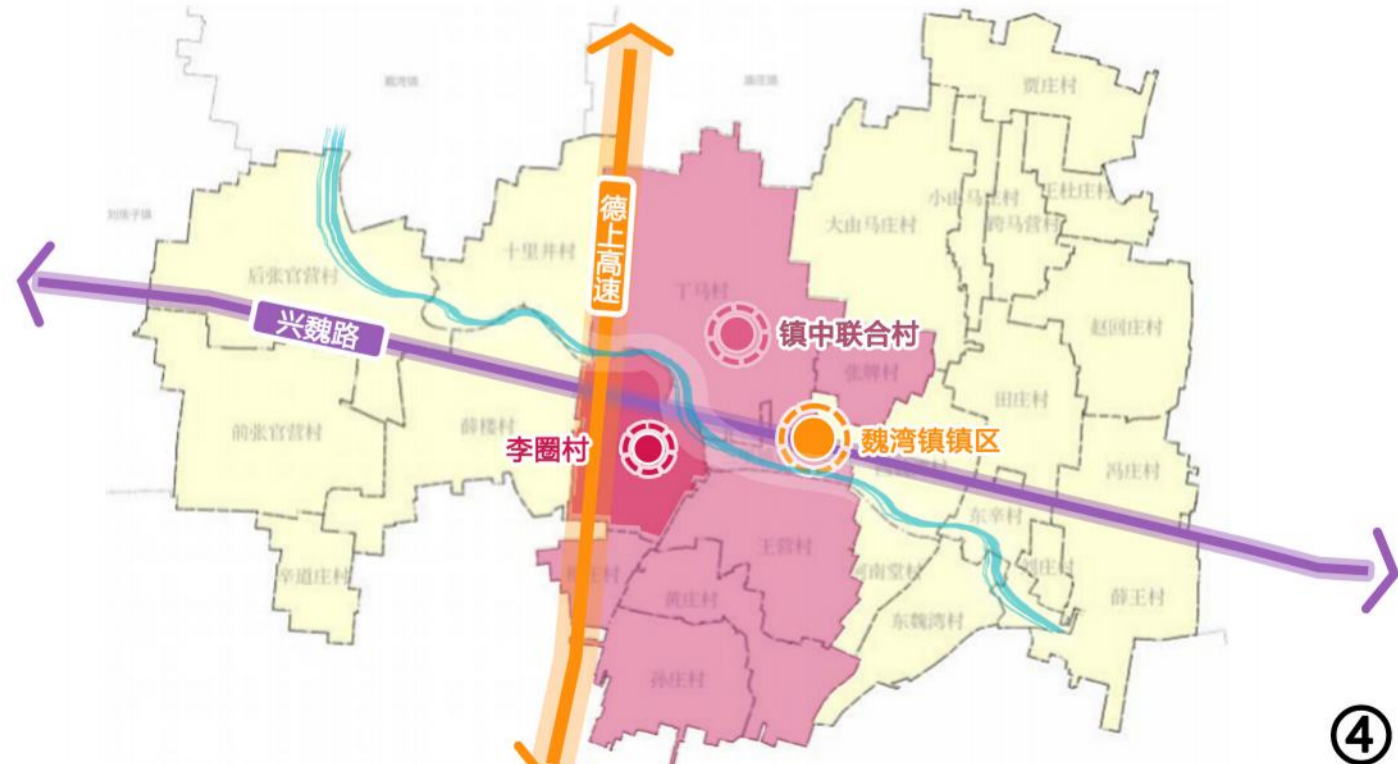 贾庄村
小由马庄村
王杜庄村
大由马庄村
跨马营村
十里井村
后张官营村
德上高速
丁马村
兴魏路
镇中联合村
赵回庄村
张牌村
田庄村
前张官营村
薛楼村
李圈村
魏湾镇镇区
冯庄村
东辛村
王营村
辛道庄村
河南堂村
刘庄村
黄庄村
薛王村
东魏湾村
孙庄村
④